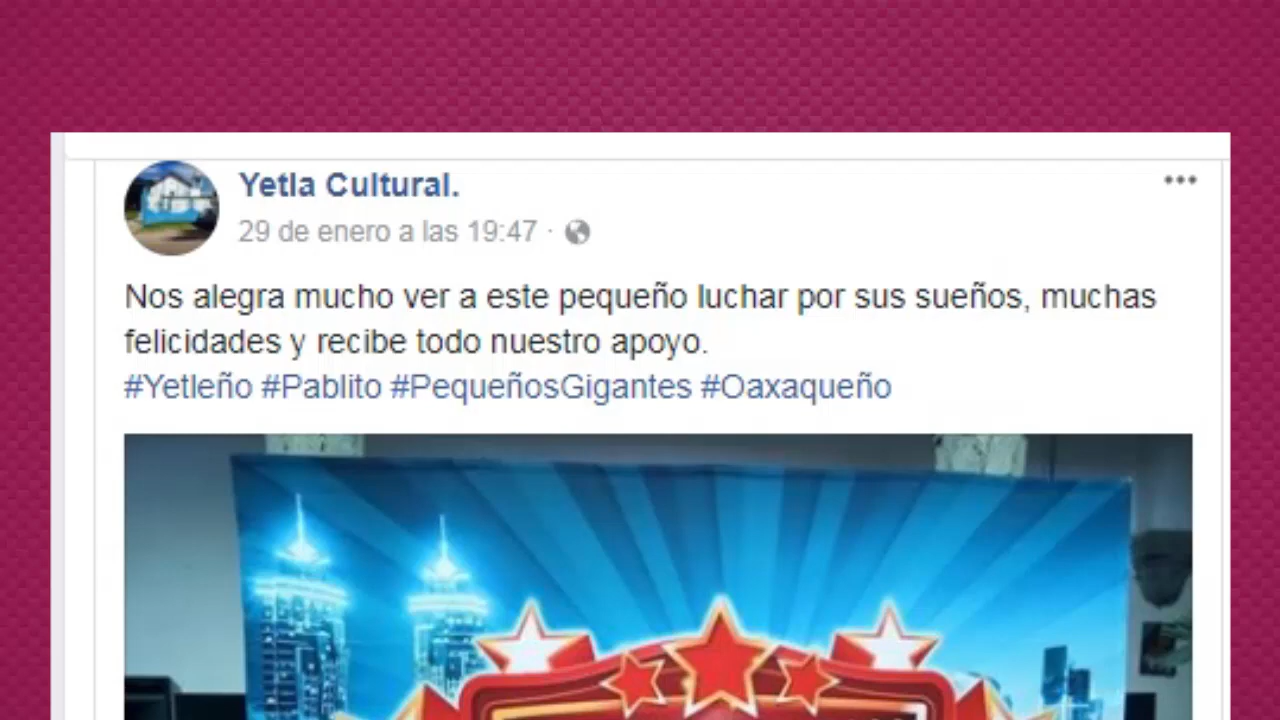 Yetla Cultural.
29 de enero a las 19:47 ·
Nos alegra mucho ver a este pequeño luchar por sus sueños, muchas
felicidades y recibe todo nuestro apoyo.
#Yetleño #Pablito #PequeñosGigantes #Oaxaqueño